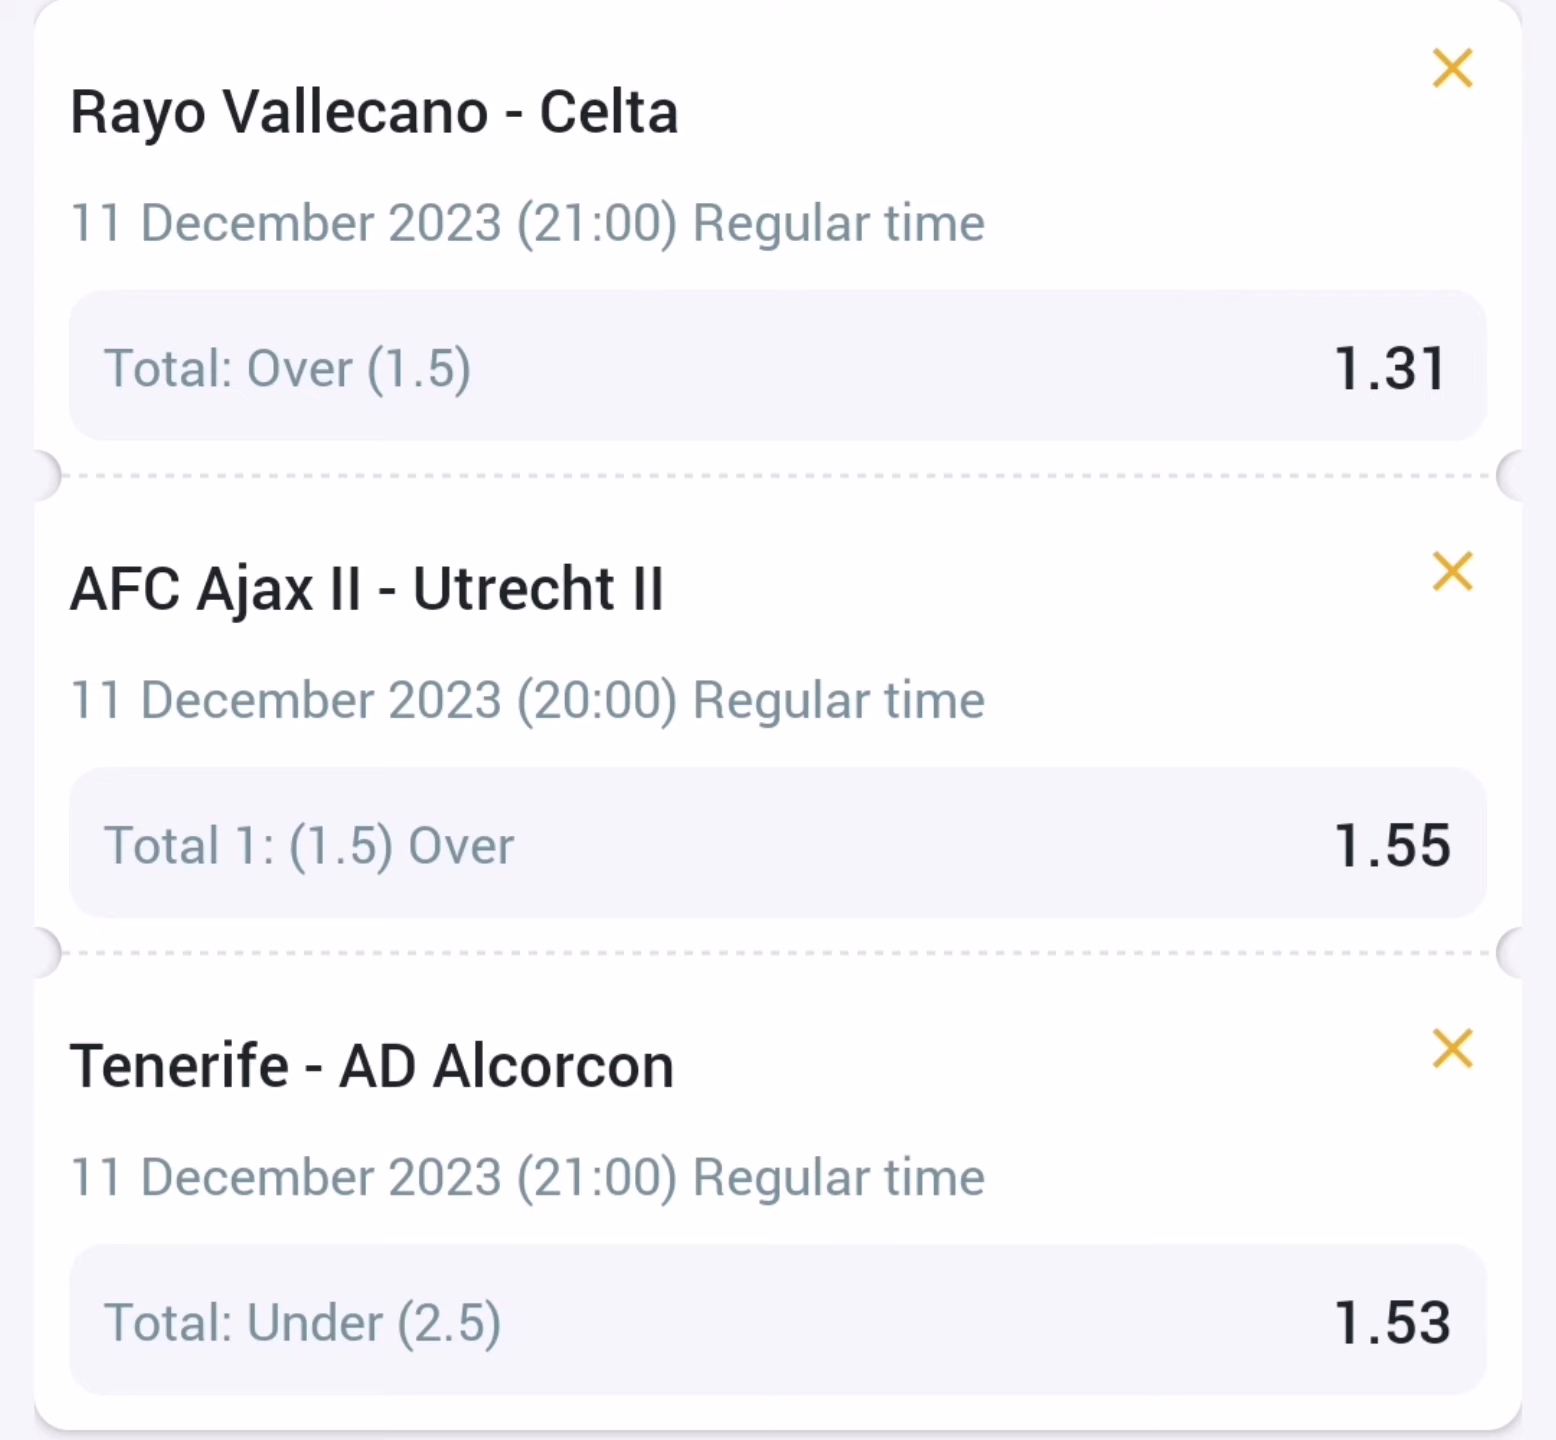 Rayo Vallecano - Celta
11 December 2023 (21:00) Regular time
Total: Over (1.5) 1.31
AFC Ajax II - Utrecht II
11 December 2023 (20:00) Regular time
Total 1: (1.5) Over 1.55
Tenerife - AD Alcorcon
11 December 2023 (21:00) Regular time
Total: Under (2.5) 1.53